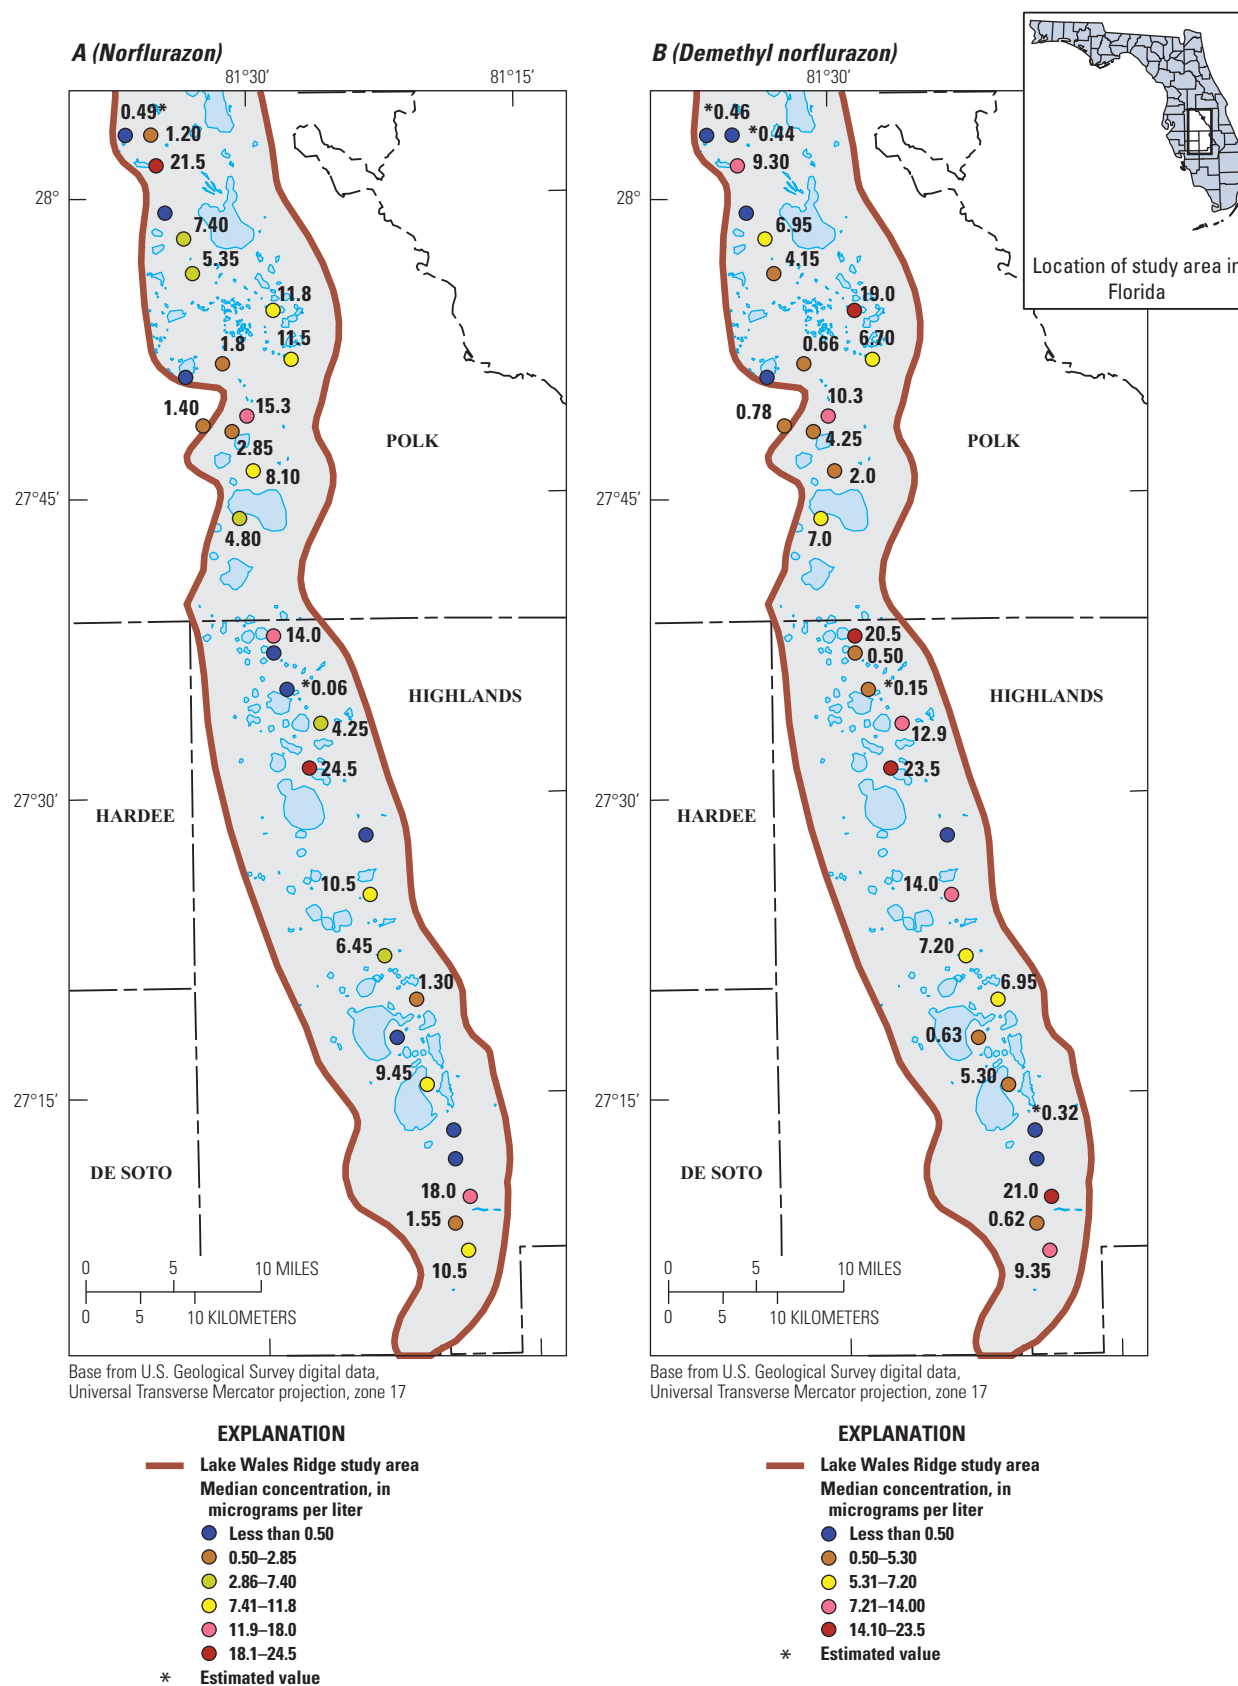 A (Norflurazon)
81°30′
81°15′
0.49*
1.20
21.5
28°
7.40
5.35
11.8
11.5
1.8
1.40
15.3
2.85
POLK
8.10
27°45′
4.80
14.0
*0.06
HIGHLANDS
4.25
24.5
27°30′
HARDEE
10.5
6.45
1.30
9.45
27°15′
DE SOTO
18.0
1.55
10.5
0 5 10 MILES
0 5 10 KILOMETERS
Base from U.S. Geological Survey digital data,
Universal Transverse Mercator projection, zone 17
EXPLANATION
Lake Wales Ridge study area
Median concentration, in
micrograms per liter
Less than 0.50
0.50–2.85
2.86–7.40
7.41–11.8
11.9–18.0
18.1–24.5
* Estimated value
B (Demethyl norflurazon)
81°30′
*0.46
*0.44
9.30
28°
6.95
4.15
19.0
6.70
0.66
0.78
10.3
4.25
POLK
2.0
27°45′
7.0
20.5
0.50
*0.15
HIGHLANDS
12.9
23.5
27°30′
HARDEE
14.0
7.20
6.95
0.63
5.30
*0.32
27°15′
DE SOTO
21.0
0.62
9.35
0 5 10 MILES
0 5 10 KILOMETERS
Base from U.S. Geological Survey digital data,
Universal Transverse Mercator projection, zone 17
EXPLANATION
Lake Wales Ridge study area
Median concentration, in
micrograms per liter
Less than 0.50
0.50–5.30
5.31–7.20
7.21–14.00
14.10–23.5
* Estimated value
Location of study area in
Florida